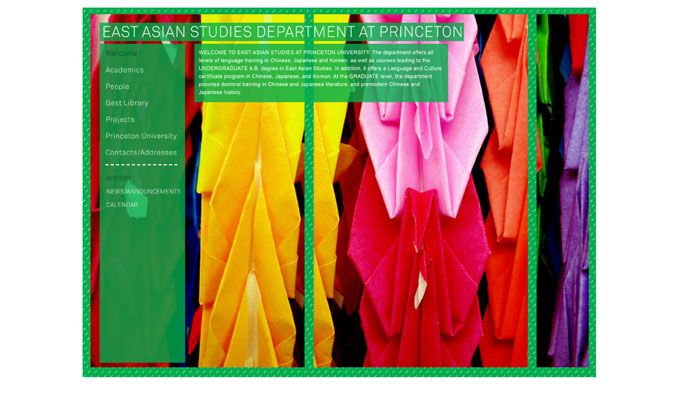 EAST ASIAN STUDIES DEPARTMENT AT PRINCETON
Welcome
Academics
People
Gest Library
Projects
Princeton University
Contacts/Addresses
HISTORY
NEWS/ANNOUNCEMENTS
CALENDAR
WELCOME TO EAST ASIAN STUDIES AT PRINCETON UNIVERSITY. The department offers all
levels of language training in Chinese, Japanese and Korean, as well as courses leading to the
UNDERGRADUATE A.B. degree in East Asian Studies. In addition, it offers a Language and Culture
certificate program in Chinese, Japanese, and Korean. At the GRADUATE level, the department
provides doctoral training in Chinese and Japanese literature, and premodern Chinese and
Japanese history.